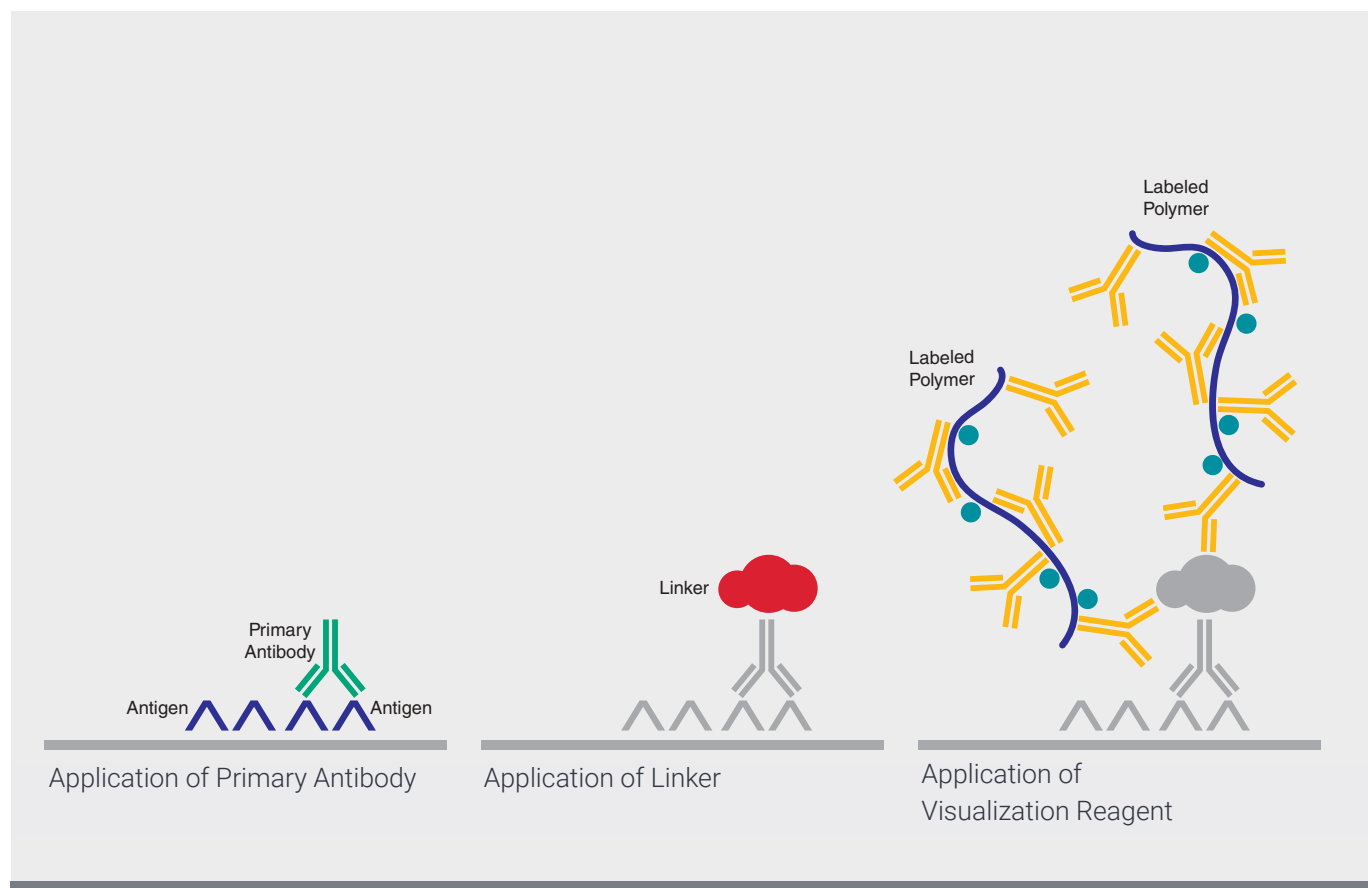 Labeled
Polymer
Labeled
Polymer
Linker
Primary
Antibody
Antigen
Antigen
Application of Primary Antibody
Application of Linker
Application of
Visualization Reagent